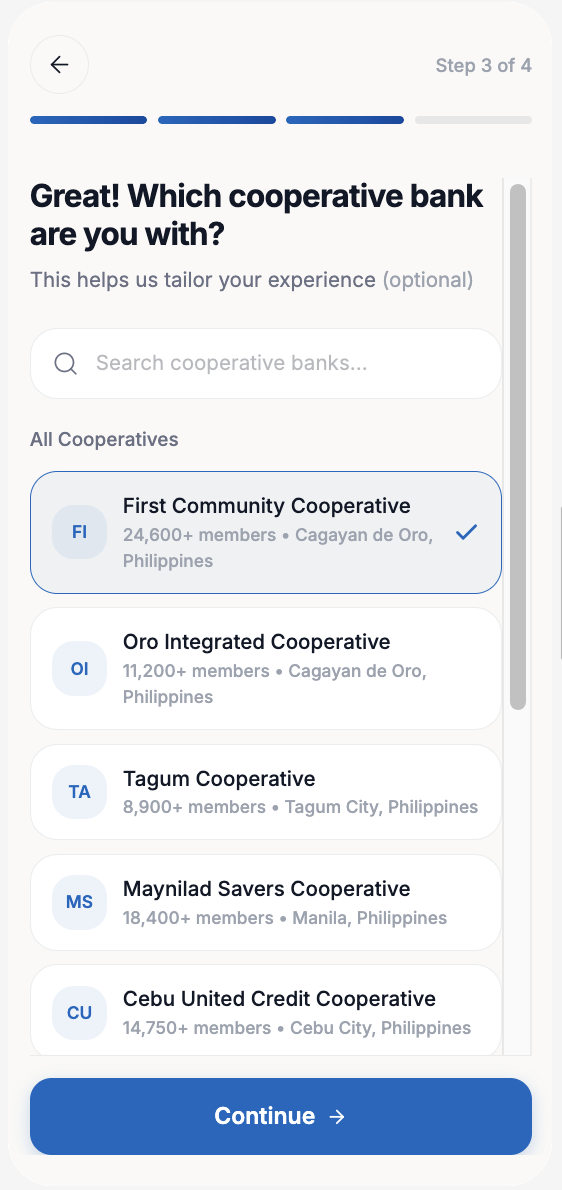 Step 3 of 4
Great! Which cooperative bank
are you with?
This helps us tailor your experience (optional)
Search cooperative banks...
All Cooperatives
FI
First Community Cooperative
24,600+ members • Cagayan de Oro,
Philippines
OI
Oro Integrated Cooperative
11,200+ members • Cagayan de Oro,
Philippines
TA
Tagum Cooperative
8,900+ members • Tagum City, Philippines
MS
Maynilad Savers Cooperative
18,400+ members • Manila, Philippines
CU
Cebu United Credit Cooperative
14,750+ members • Cebu City, Philippines
Continue